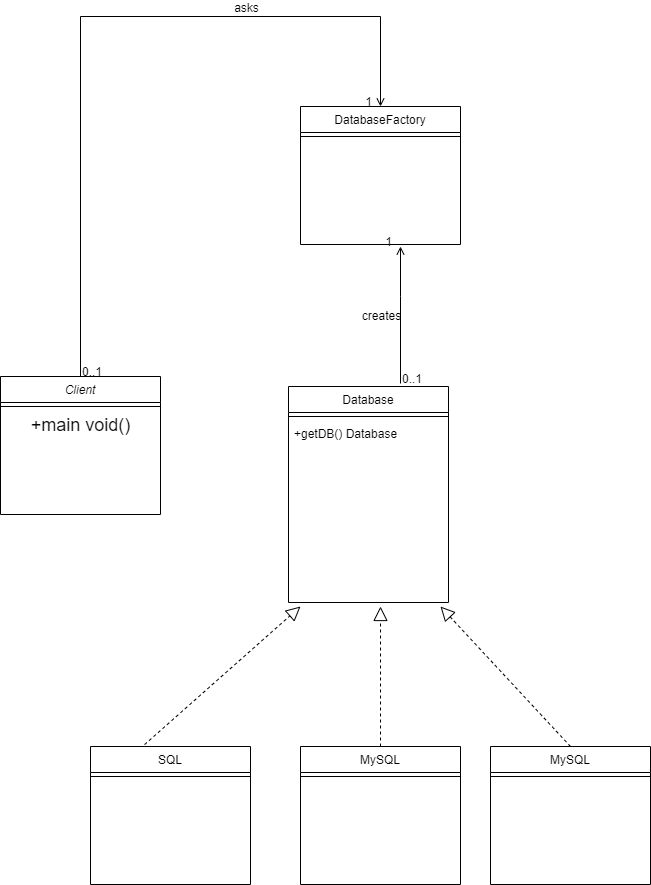 asks
1
DatabaseFactory
1
creates
0..1
0..1
Client
Database
+main void()
+getDB() Database
SQL
MySQL
MySQL